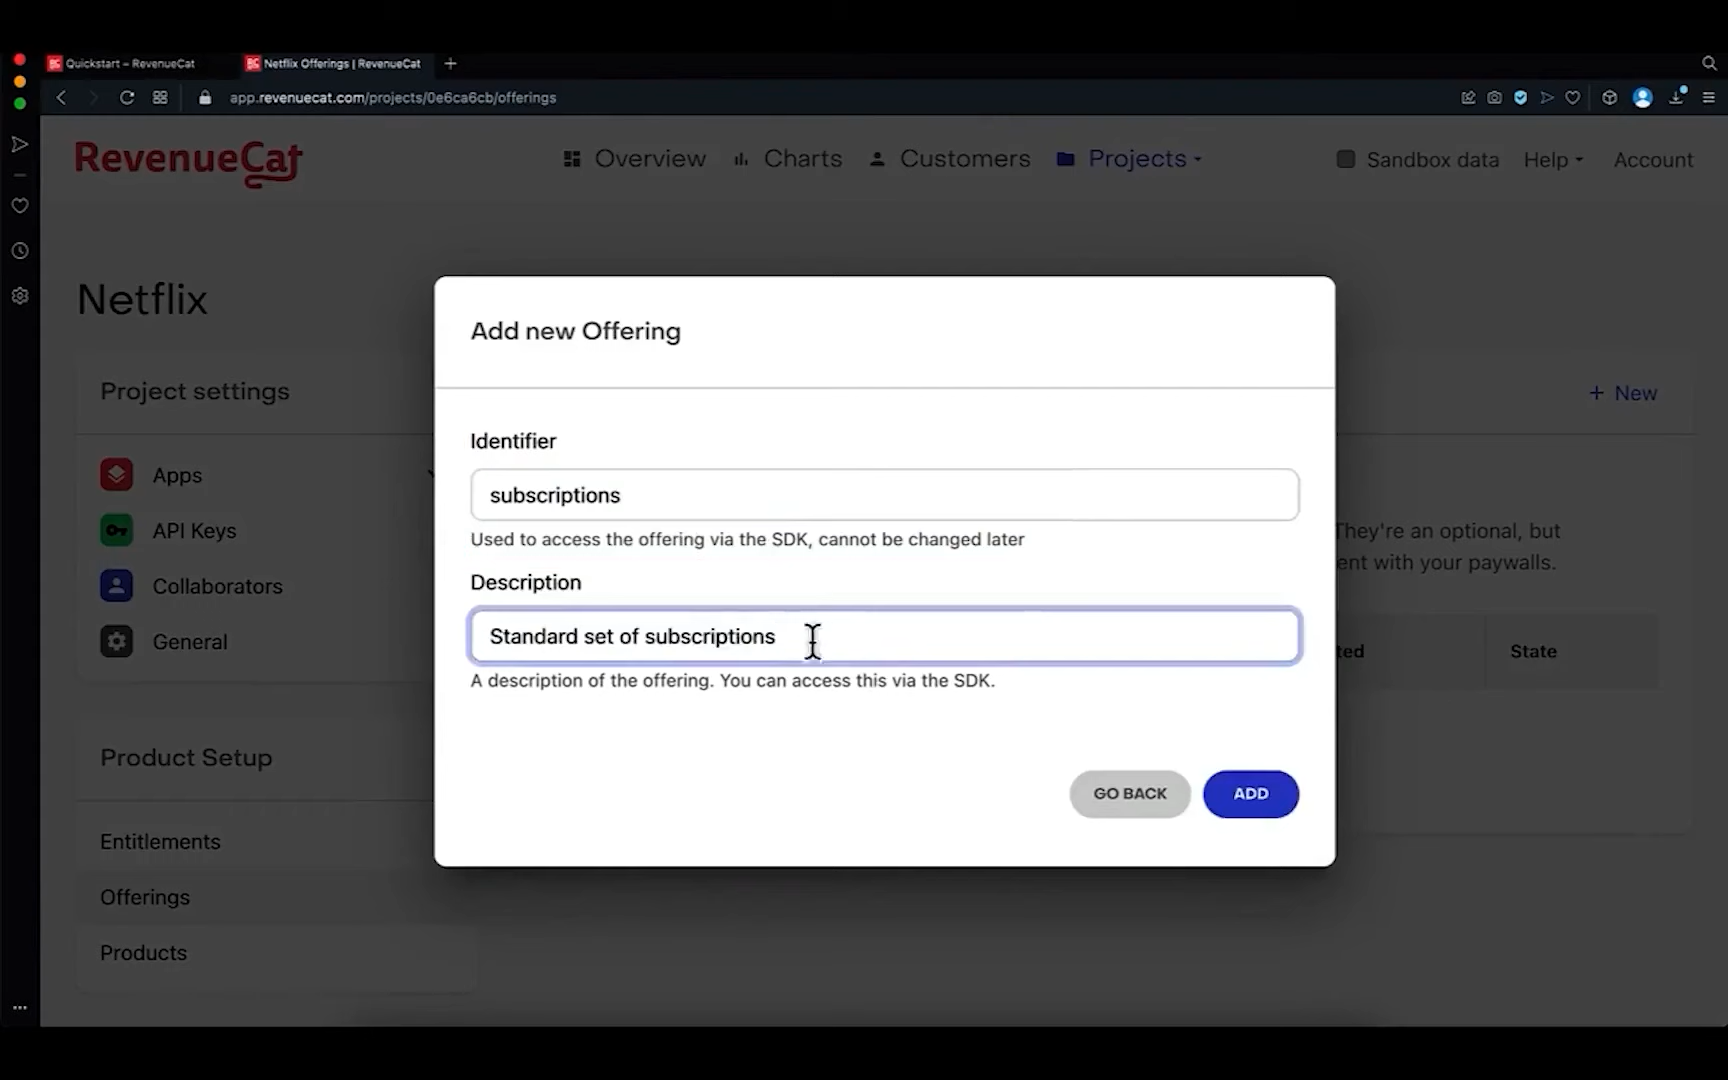 Quickstart – RevenueCat
Netflix Offerings | RevenueCat
app.revenuecat.com/projects/0e6ca6cb/offerings
RevenueCat
Overview
Charts
Customers
Projects
Sandbox data
Help
Account
Netflix
Project settings
Apps
API Keys
Collaborators
General
Product Setup
Entitlements
Offerings
Products
Add new Offering
Identifier
subscriptions
Used to access the offering via the SDK, cannot be changed later
Description
Standard set of subscriptions
A description of the offering. You can access this via the SDK.
GO BACK
ADD
+ New
They're an optional, but
ent with your paywalls.
ted
State